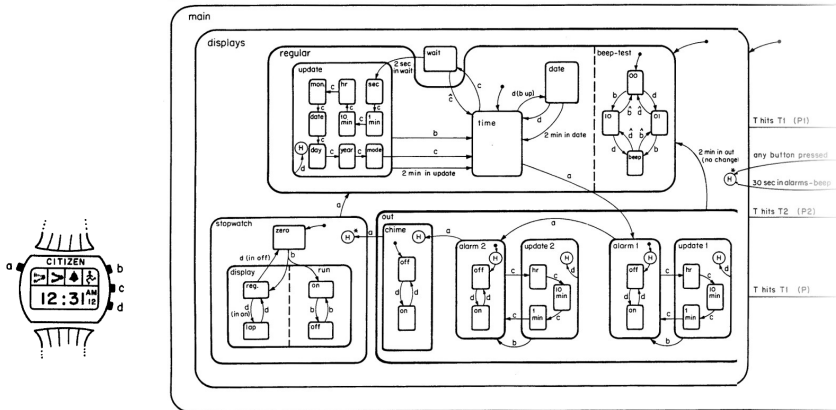 main
displays
regular
wait
2 sec
in wait
update
mon.
c
hr
c
sec
c
c
c
date
10
min
c
1
min
c
H
d
day
c
year
c
mode
ĉ
c
b
c
2 min in update
time
d(b up)
d
date
2 min in date
a
beep-test
00
b
d
b̂
d̂
10
01
d̂
b̂
d
b
beep
2 min in out
(no change)
T hits T1 (P1)
any button pressed
H
*
30 sec in alarms-beep
T hits T2 (P2)
T hits T1 (P)
a
stopwatch
zero
d (in off)
b
display
run
reg.
on
d
(in on)
d
b
b
lap
off
H
*
a
out
chime
off
d
d
on
H
a
alarm 2
H
off
d
d
on
a
c
update 2
H
d
hr
c
10
min
c
1
min
c
b
a
alarm 1
H
off
d
d
on
c
update 1
H
d
hr
c
10
min
c
1
min
c
b
CITIZEN
12:31 AM
12
a
b
c
d